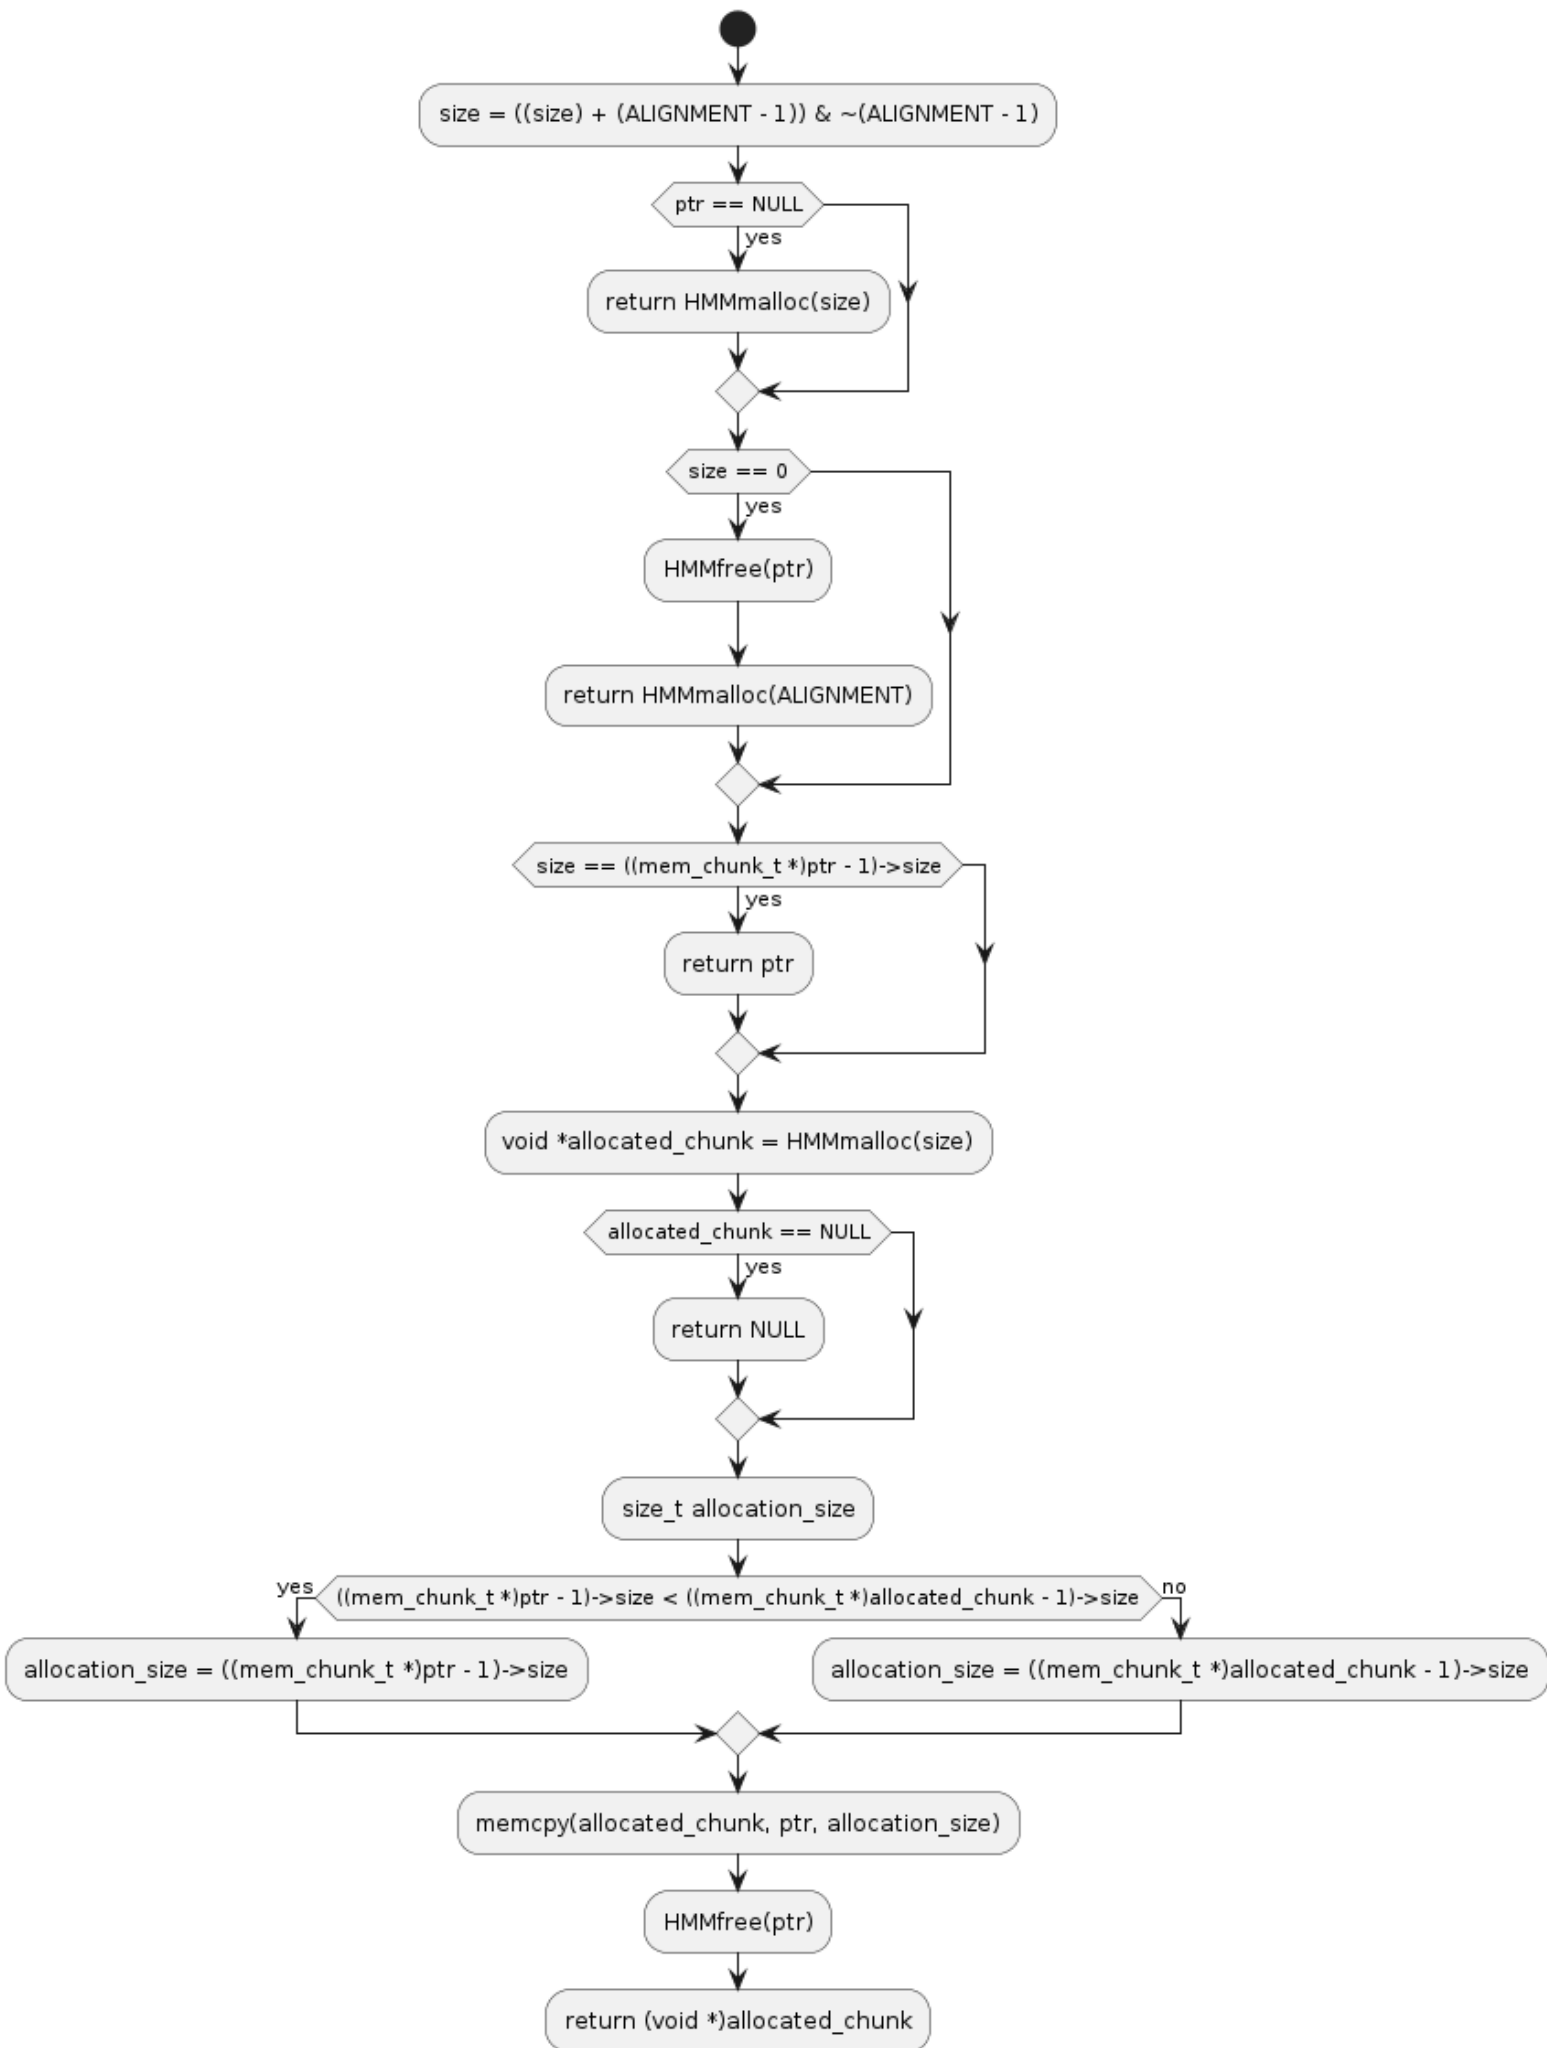 size = ((size) + (ALIGNMENT - 1)) & ~(ALIGNMENT - 1)
ptr == NULL
yes
return HMMmalloc(size)
size == 0
yes
HMMfree(ptr)
return HMMmalloc(ALIGNMENT)
size == ((mem_chunk_t *)ptr - 1)->size
yes
return ptr
void *allocated_chunk = HMMmalloc(size)
allocated_chunk == NULL
yes
return NULL
size_t allocation_size
yes
((mem_chunk_t *)ptr - 1)->size < ((mem_chunk_t *)allocated_chunk - 1)->size
no
allocation_size = ((mem_chunk_t *)ptr - 1)->size
allocation_size = ((mem_chunk_t *)allocated_chunk - 1)->size
memcpy(allocated_chunk, ptr, allocation_size)
HMMfree(ptr)
return (void *)allocated_chunk